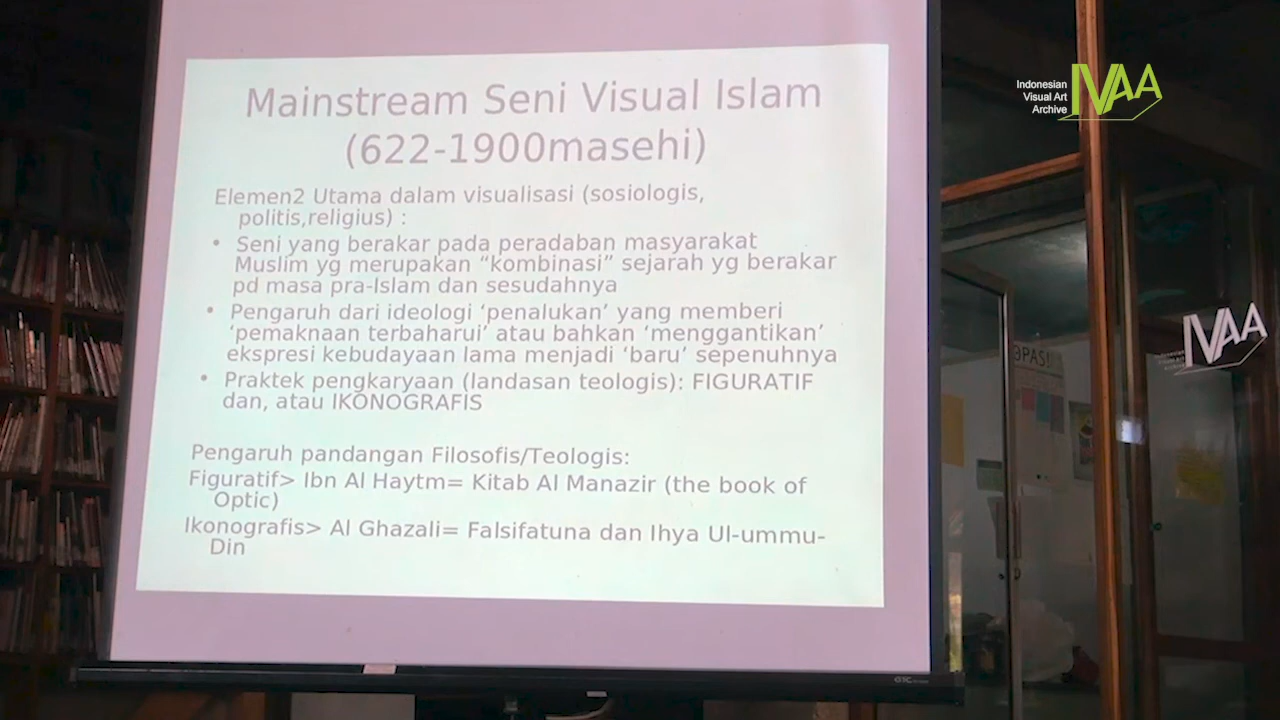 Mainstream Seni Visual Islam
(622-1900masehi)
Elemen2 Utama dalam visualisasi (sosiologis,
politis,religius) :
• Seni yang berakar pada peradaban masyarakat
Muslim yg merupakan “kombinasi” sejarah yg berakar
pd masa pra-Islam dan sesudahnya
• Pengaruh dari ideologi ‘penalukan’ yang memberi
‘pemaknaan terbaharui’ atau bahkan ‘menggantikan’
ekspresi kebudayaan lama menjadi ‘baru’ sepenuhnya
• Praktek pengkaryaan (landasan teologis): FIGURATIF
dan, atau IKONOGRAFIS
Pengaruh pandangan Filosofis/Teologis:
Figuratif> Ibn Al Haytm= Kitab Al Manazir (the book of
Optic)
Ikonografis> Al Ghazali= Falsifatuna dan Ihya Ul-ummu-
Din
Indonesian
Visual Art
Archive
IVAA
IVAA